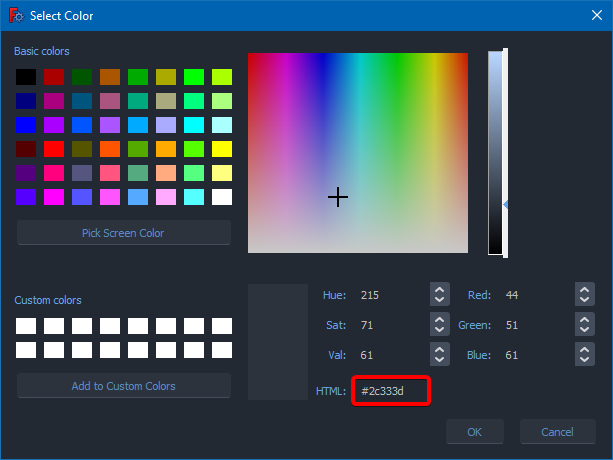 Select Color
Basic colors
Pick Screen Color
Custom colors
Add to Custom Colors
Hue: 215
Red: 44
Sat: 71
Green: 51
Val: 61
Blue: 61
HTML: #2c333d
OK
Cancel